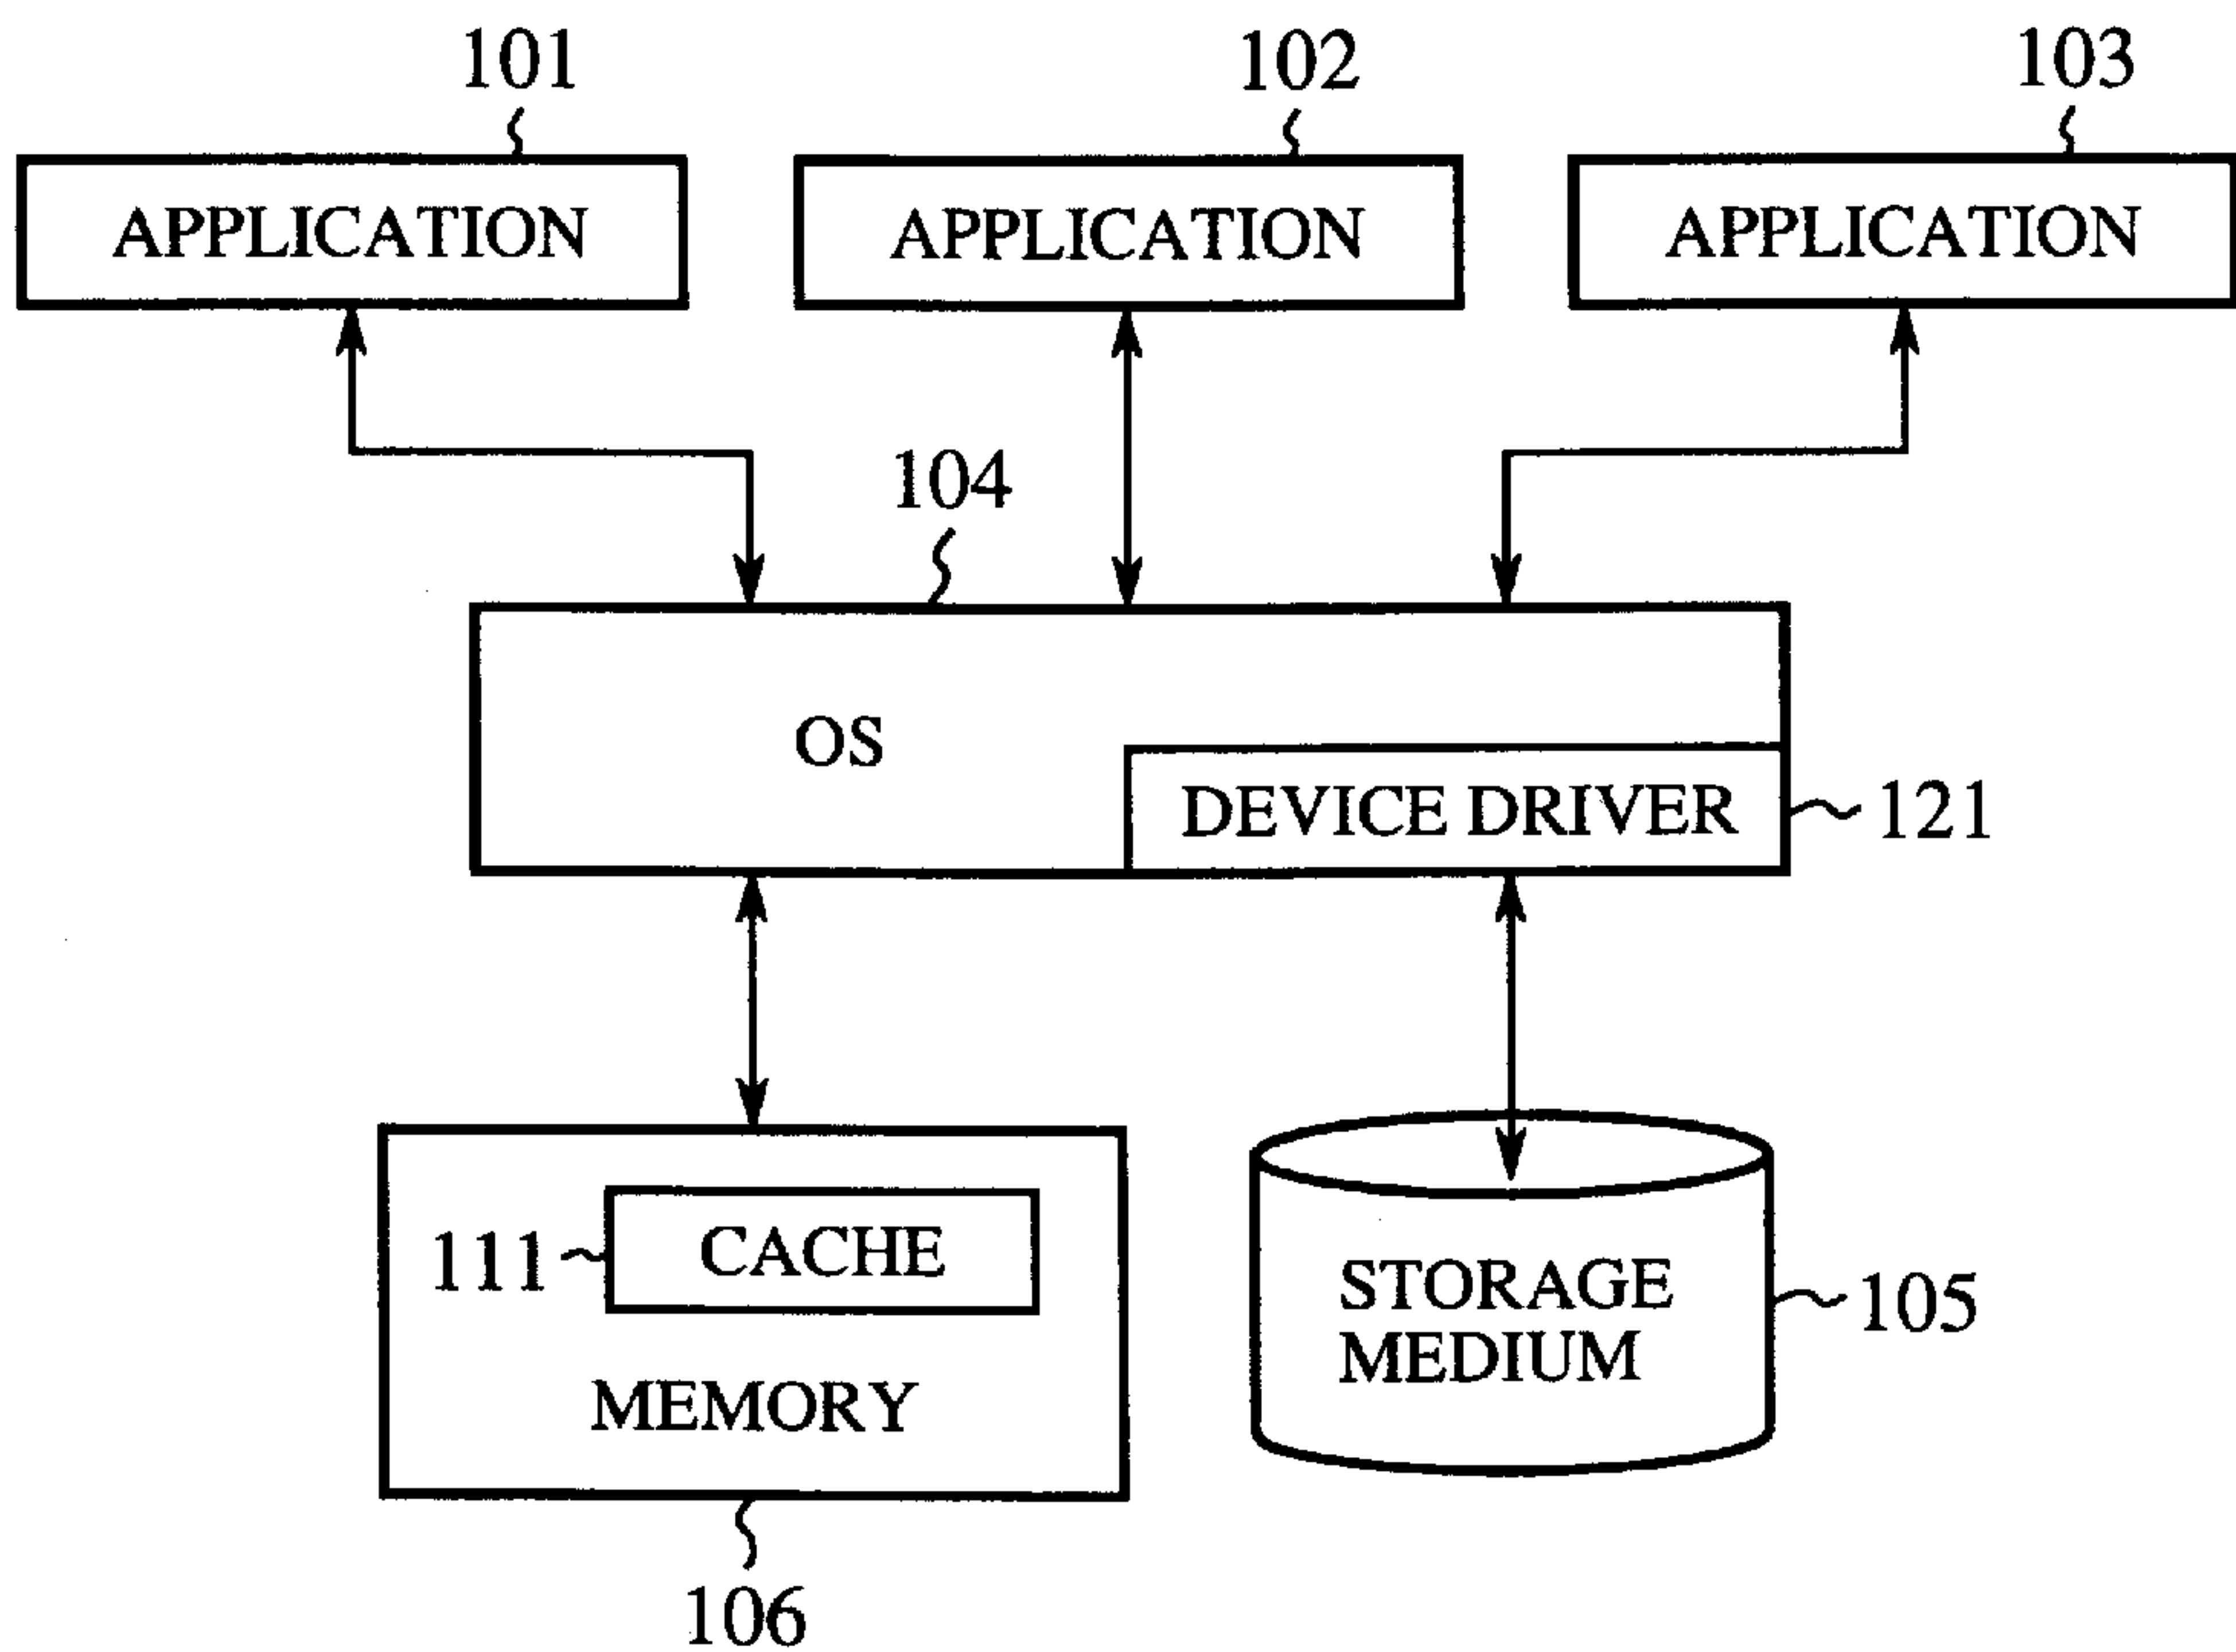 101
102
103
APPLICATION
APPLICATION
APPLICATION
104
OS
DEVICE DRIVER
121
111
CACHE
MEMORY
STORAGE
MEDIUM
105
106